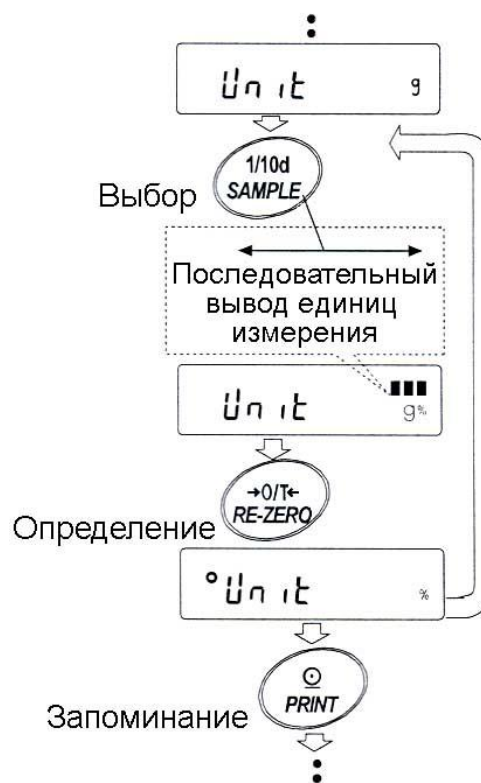 Unit g
1/10d
SAMPLE
Выбор
Последовательный
вывод единиц
измерения
Unit g%
→0/T←
RE-ZERO
Определение
°Unit %
PRINT
Запоминание